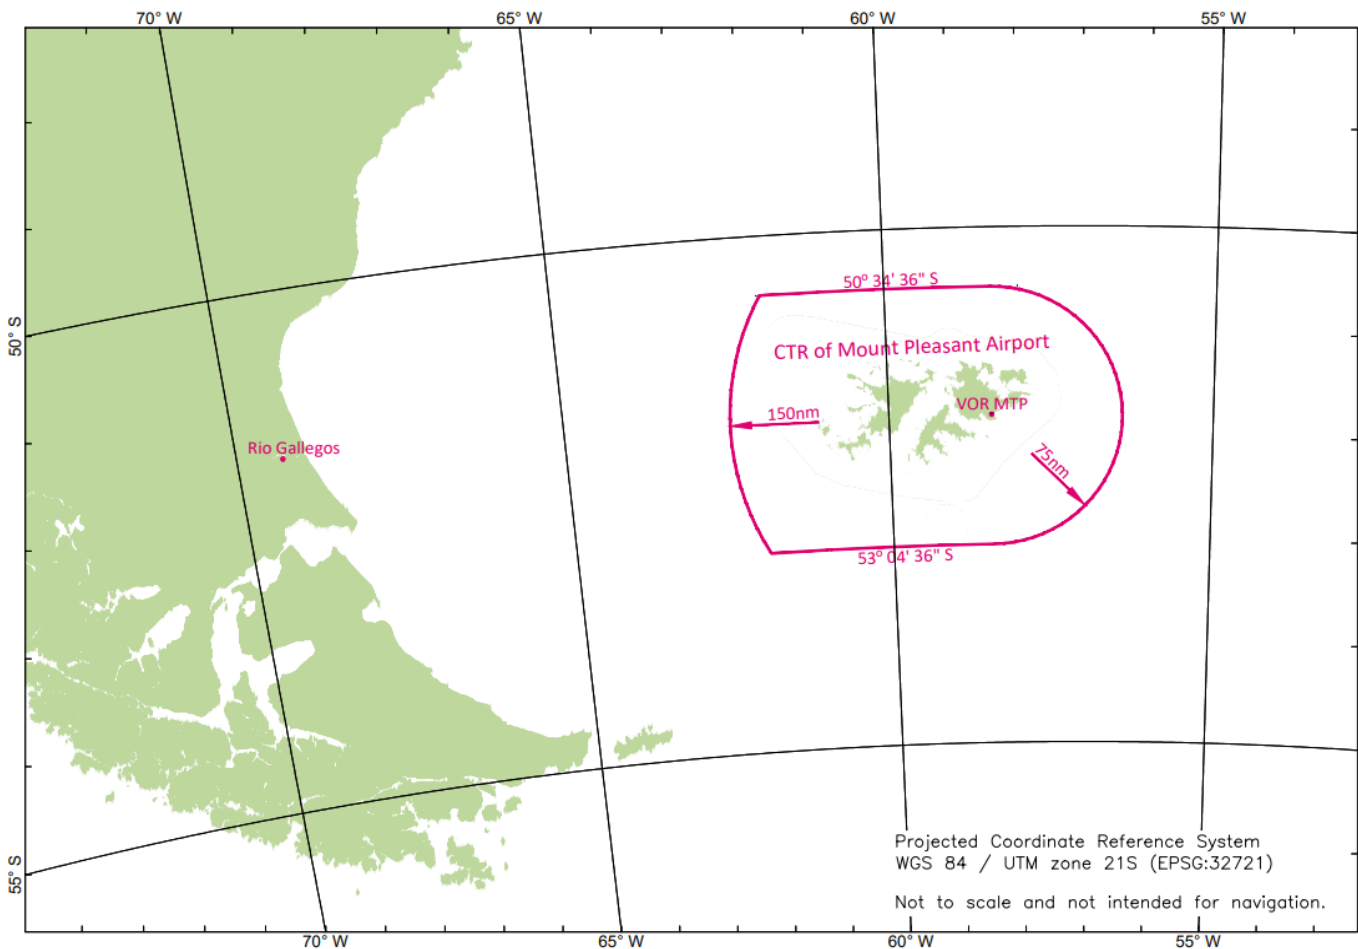 70° W
65° W
60° W
55° W
50° 34' 36" S
50° S
CTR of Mount Pleasant Airport
VOR MTP
150nm
Rio Gallegos
75nm
53° 04' 36" S
Projected Coordinate Reference System
WGS 84 / UTM zone 21S (EPSG:32721)
55° S
Not to scale and not intended for navigation.
70° W
65° W
60° W
55° W